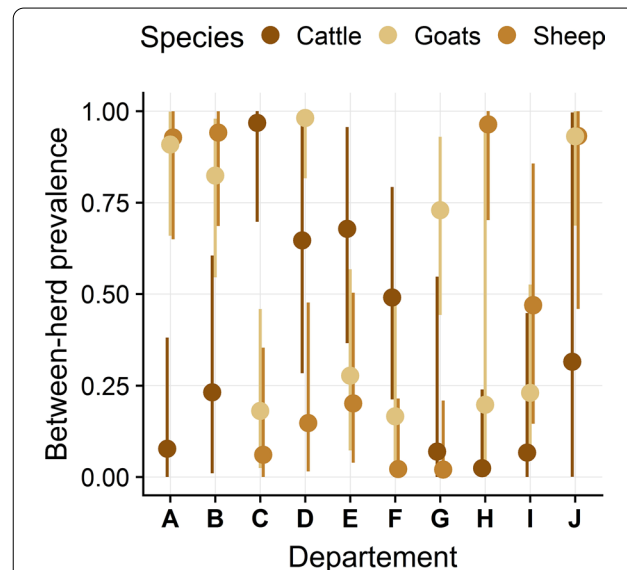 Species Cattle Goats Sheep
Between-herd prevalence
1.00
0.75
0.50
0.25
0.00
A B C D E F G H I J
Departement